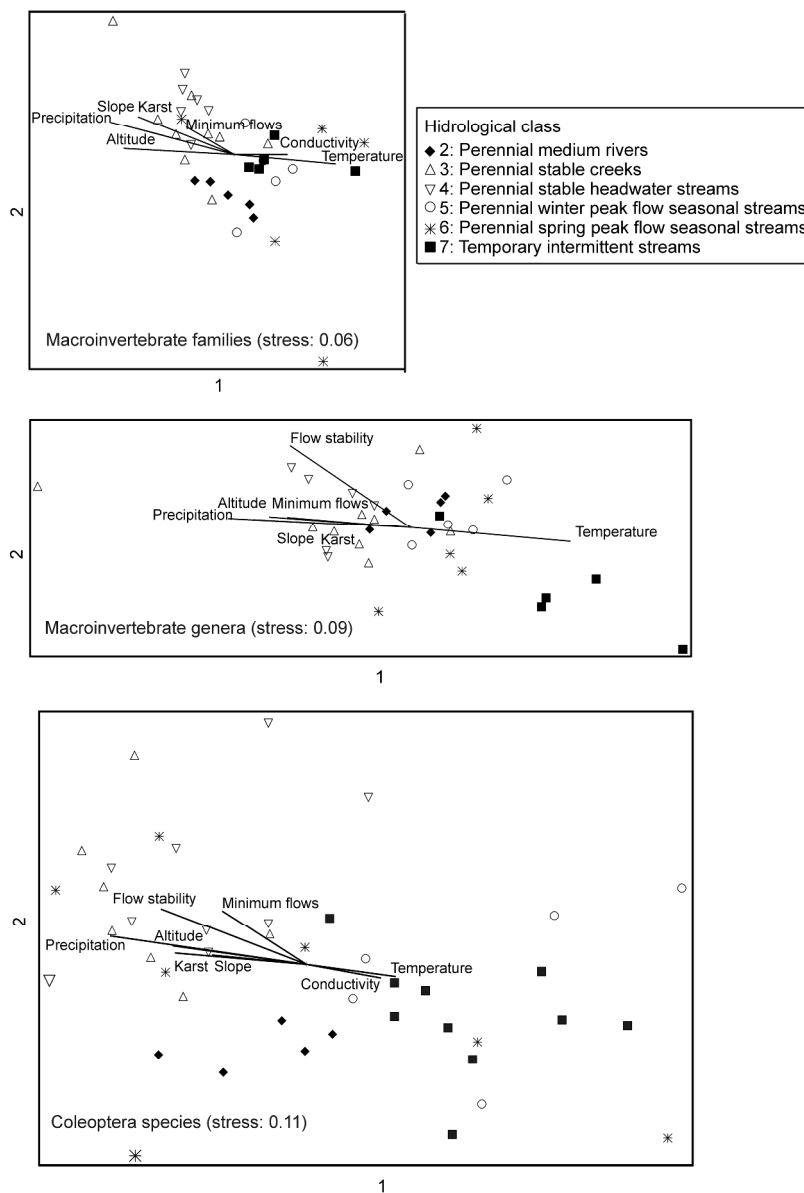 Slope Karst
Precipitation
Minimum flows
Altitude
Conductivity
Temperature
2
Macroinvertebrate families (stress: 0.06)
1
Hidrological class
2: Perennial medium rivers
3: Perennial stable creeks
4: Perennial stable headwater streams
5: Perennial winter peak flow seasonal streams
6: Perennial spring peak flow seasonal streams
7: Temporary intermittent streams
Flow stability
Altitude Minimum flows
Precipitation
Temperature
Slope Karst
2
Macroinvertebrate genera (stress: 0.09)
1
Flow stability
Minimum flows
Altitude
Precipitation
Karst Slope
Temperature
Conductivity
2
Coleoptera species (stress: 0.11)
1